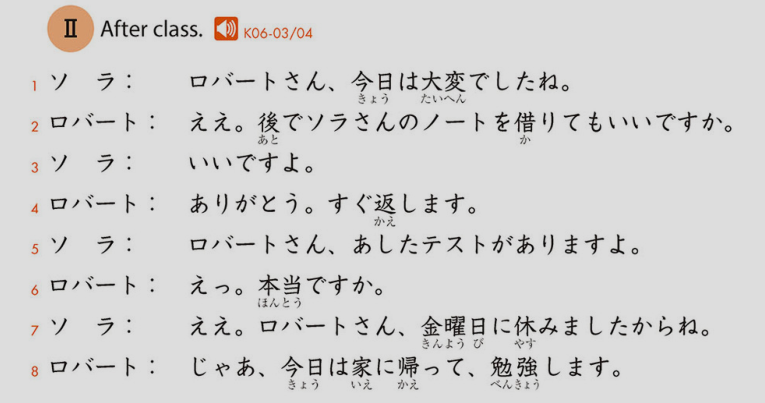 Ⅱ After class. K06-03/04
1 ソ ラ： ロバートさん、今日は大変でしたね。
きょう たいへん
2 ロバート： ええ。後でソラさんのノートを借りてもいいですか。
あと か
3 ソ ラ： いいですよ。
4 ロバート： ありがとう。すぐ返します。
かえ
5 ソ ラ： ロバートさん、あしたテストがありますよ。
6 ロバート： えっ。本当ですか。
ほんとう
7 ソ ラ： ええ。ロバートさん、金曜日に休みましたからね。
きんよう び やす
8 ロバート： じゃあ、今日は家に帰って、勉強します。
きょう いえ かえ べんきょう